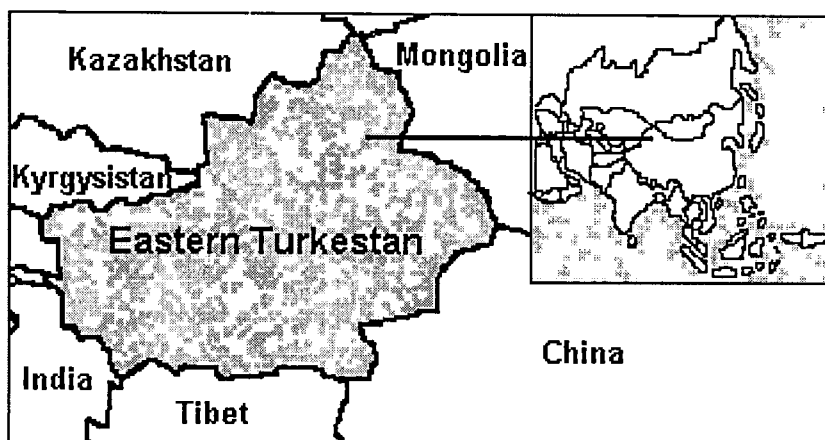 Kazakhstan
Mongolia
Kyrgysistan
Eastern Turkestan
China
India
Tibet